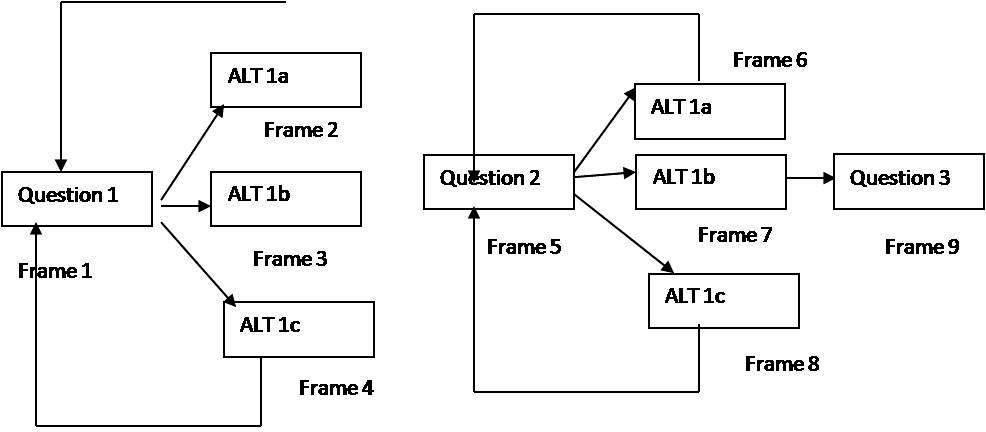 ALT 1a
Frame 2
Question 1
ALT 1b
Frame 3
Frame 1
ALT 1c
Frame 4
Frame 6
ALT 1a
Question 2
ALT 1b
Question 3
Frame 5
Frame 7
Frame 9
ALT 1c
Frame 8